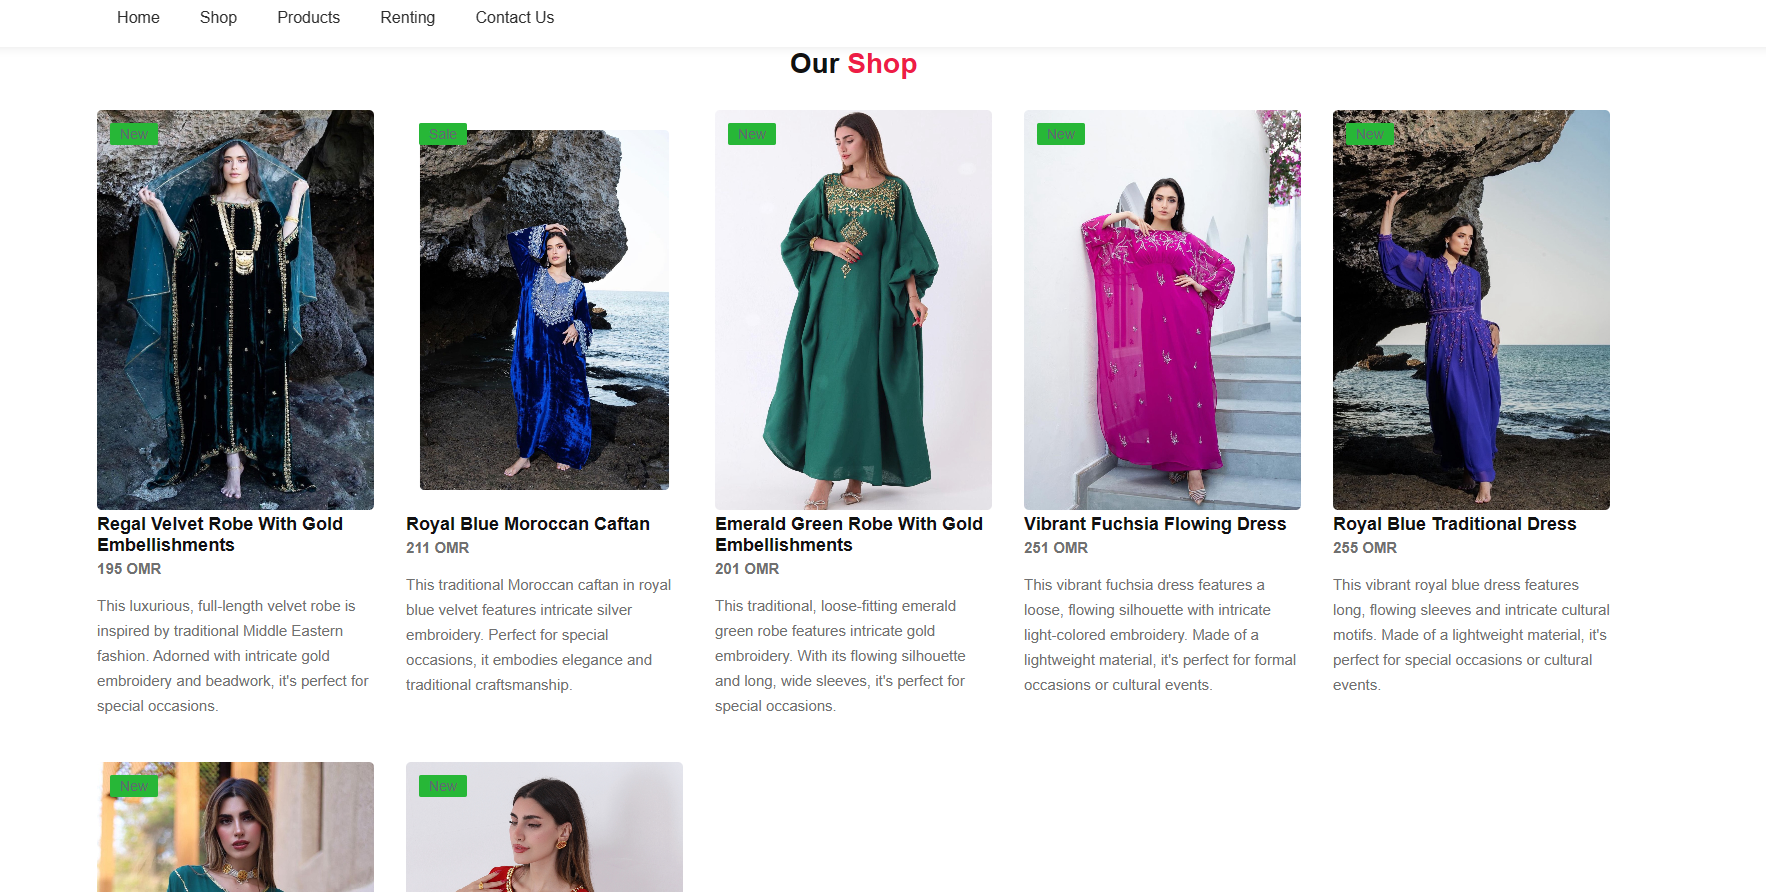 Home Shop Products Renting Contact Us
Our Shop
New
Sale
New
New
New
Regal Velvet Robe With Gold
Embellishments
195 OMR
This luxurious, full-length velvet robe is
inspired by traditional Middle Eastern
fashion. Adorned with intricate gold
embroidery and beadwork, it's perfect for
special occasions.
Royal Blue Moroccan Caftan
211 OMR
This traditional Moroccan caftan in royal
blue velvet features intricate silver
embroidery. Perfect for special
occasions, it embodies elegance and
traditional craftsmanship.
Emerald Green Robe With Gold
Embellishments
201 OMR
This traditional, loose-fitting emerald
green robe features intricate gold
embroidery. With its flowing silhouette
and long, wide sleeves, it's perfect for
special occasions.
Vibrant Fuchsia Flowing Dress
251 OMR
This vibrant fuchsia dress features a
loose, flowing silhouette with intricate
light-colored embroidery. Made of a
lightweight material, it's perfect for formal
occasions or cultural events.
Royal Blue Traditional Dress
255 OMR
This vibrant royal blue dress features
long, flowing sleeves and intricate cultural
motifs. Made of a lightweight material, it's
perfect for special occasions or cultural
events.
New
New